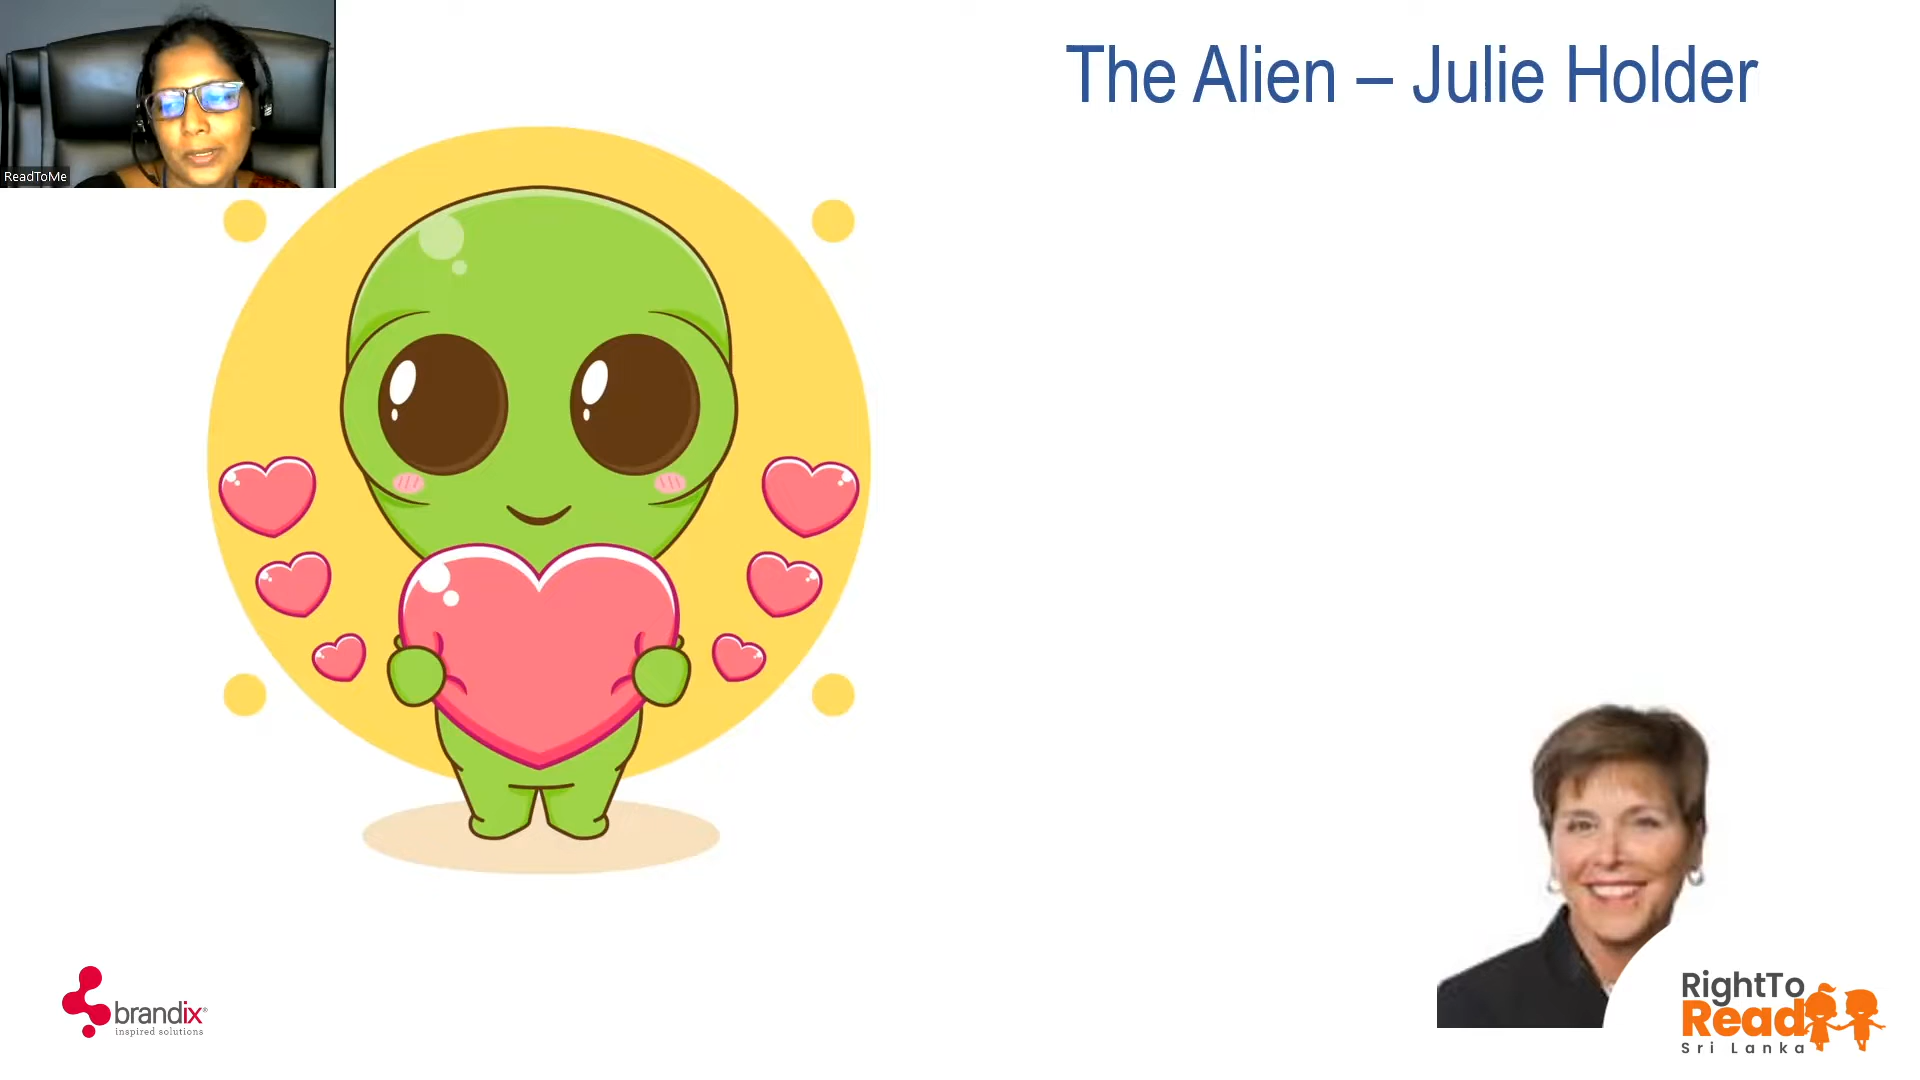 The Alien – Julie Holder
ReadToMe
brandix®
inspired solutions
RightTo
Read
Sri Lanka